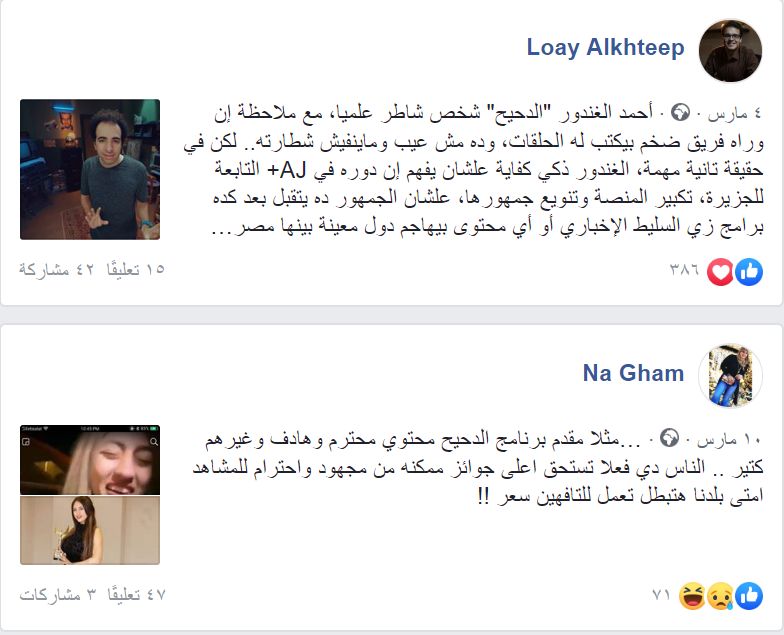 Loay Alkhteep
٤ مارس · أحمد الغندور "الدحيح" شخص شاطر علميا، مع ملاحظة إن
وراه فريق ضخم بيكتب له الحلقات، وده مش عيب وماينفيش شطارته.. لكن في
حقيقة تانية مهمة، الغندور ذكي كفاية علشان يفهم إن دوره في AJ+ التابعة
للجزيرة، تكبير المنصة وتنويع جمهورها، علشان الجمهور ده يتقبل بعد كده
برامج زي السليط الإخباري أو أي محتوى بيهاجم دول معينة بينها مصر...
٣٨٦
١٥ تعليقًا ٤٢ مشاركة
Na Gham
١٠ مارس · ...مثلا مقدم برنامج الدحيح محتوي محترم وهادف وغيرهم
كتير .. الناس دي فعلا تستحق اعلى جوائز ممكنه من مجهود واحترام للمشاهد
امتى بلدنا هتبطل تعمل للتافهين سعر !!
٧١
٤٧ تعليقًا ٣ مشاركات